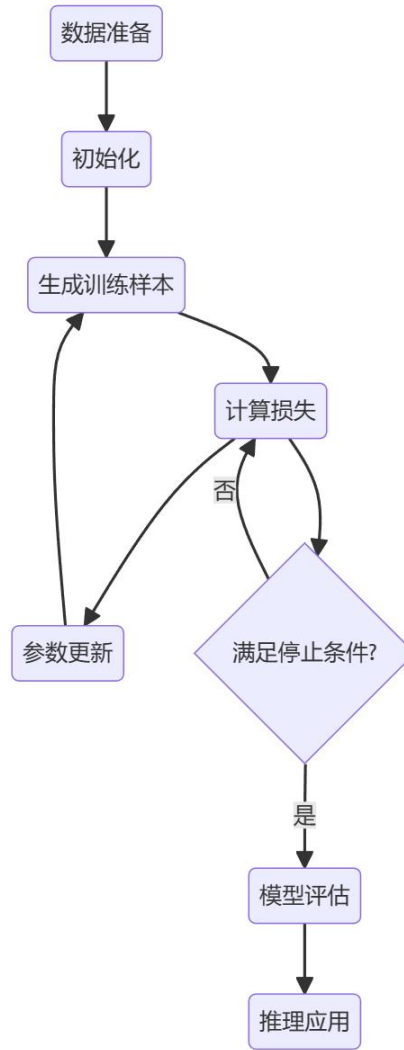 数据准备
初始化
生成训练样本
计算损失
否
参数更新
满足停止条件?
是
模型评估
推理应用